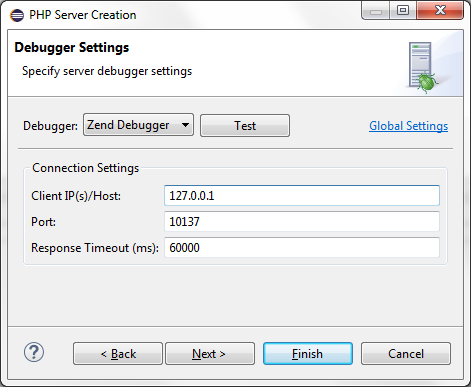 PHP Server Creation
Debugger Settings
Specify server debugger settings
Debugger: Zend Debugger Test Global Settings
Connection Settings
Client IP(s)/Host: 127.0.0.1
Port: 10137
Response Timeout (ms): 60000
? < Back Next > Finish Cancel